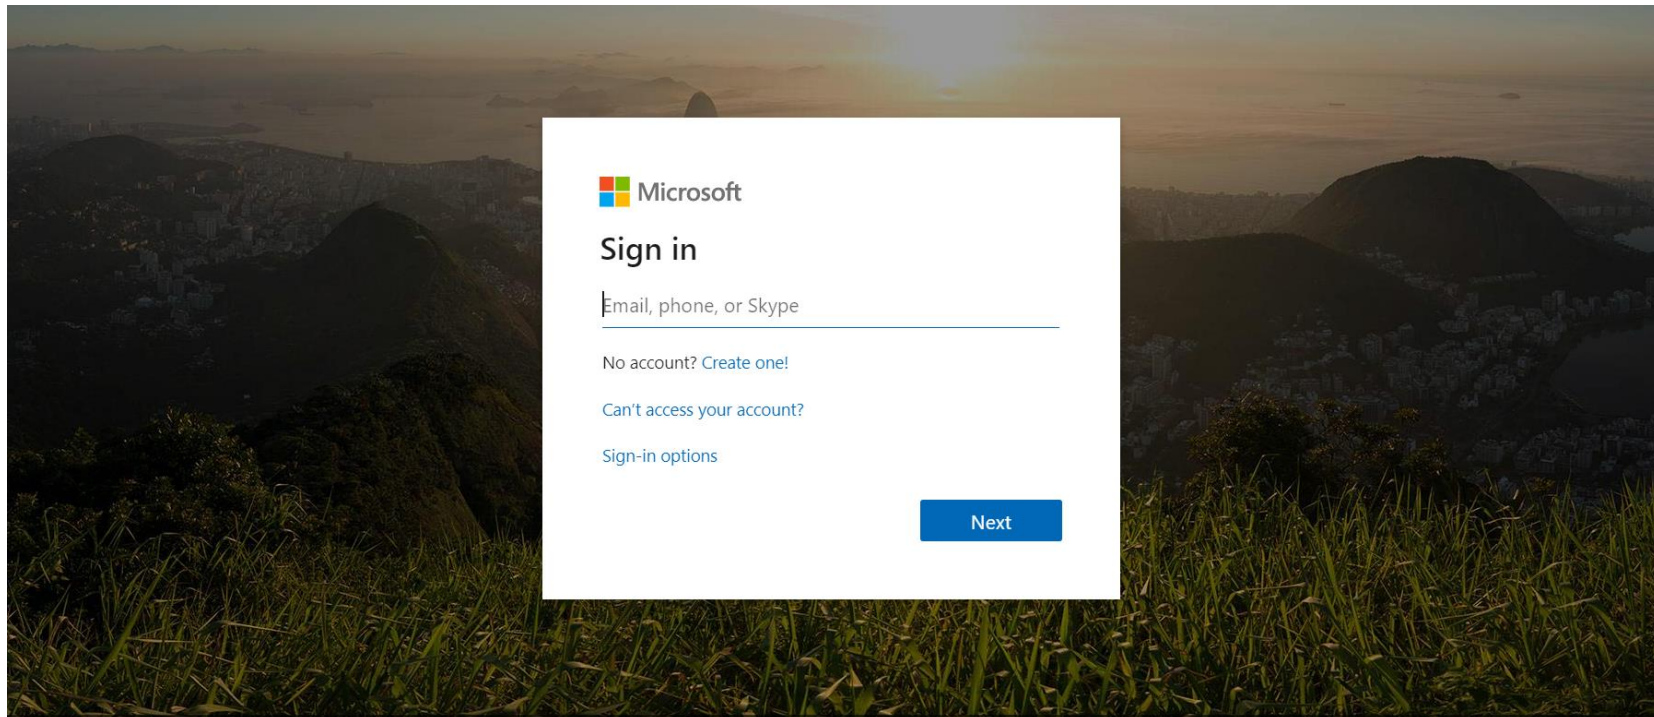 Microsoft
Sign in
Email, phone, or Skype
No account? Create one!
Can't access your account?
Sign-in options
Next